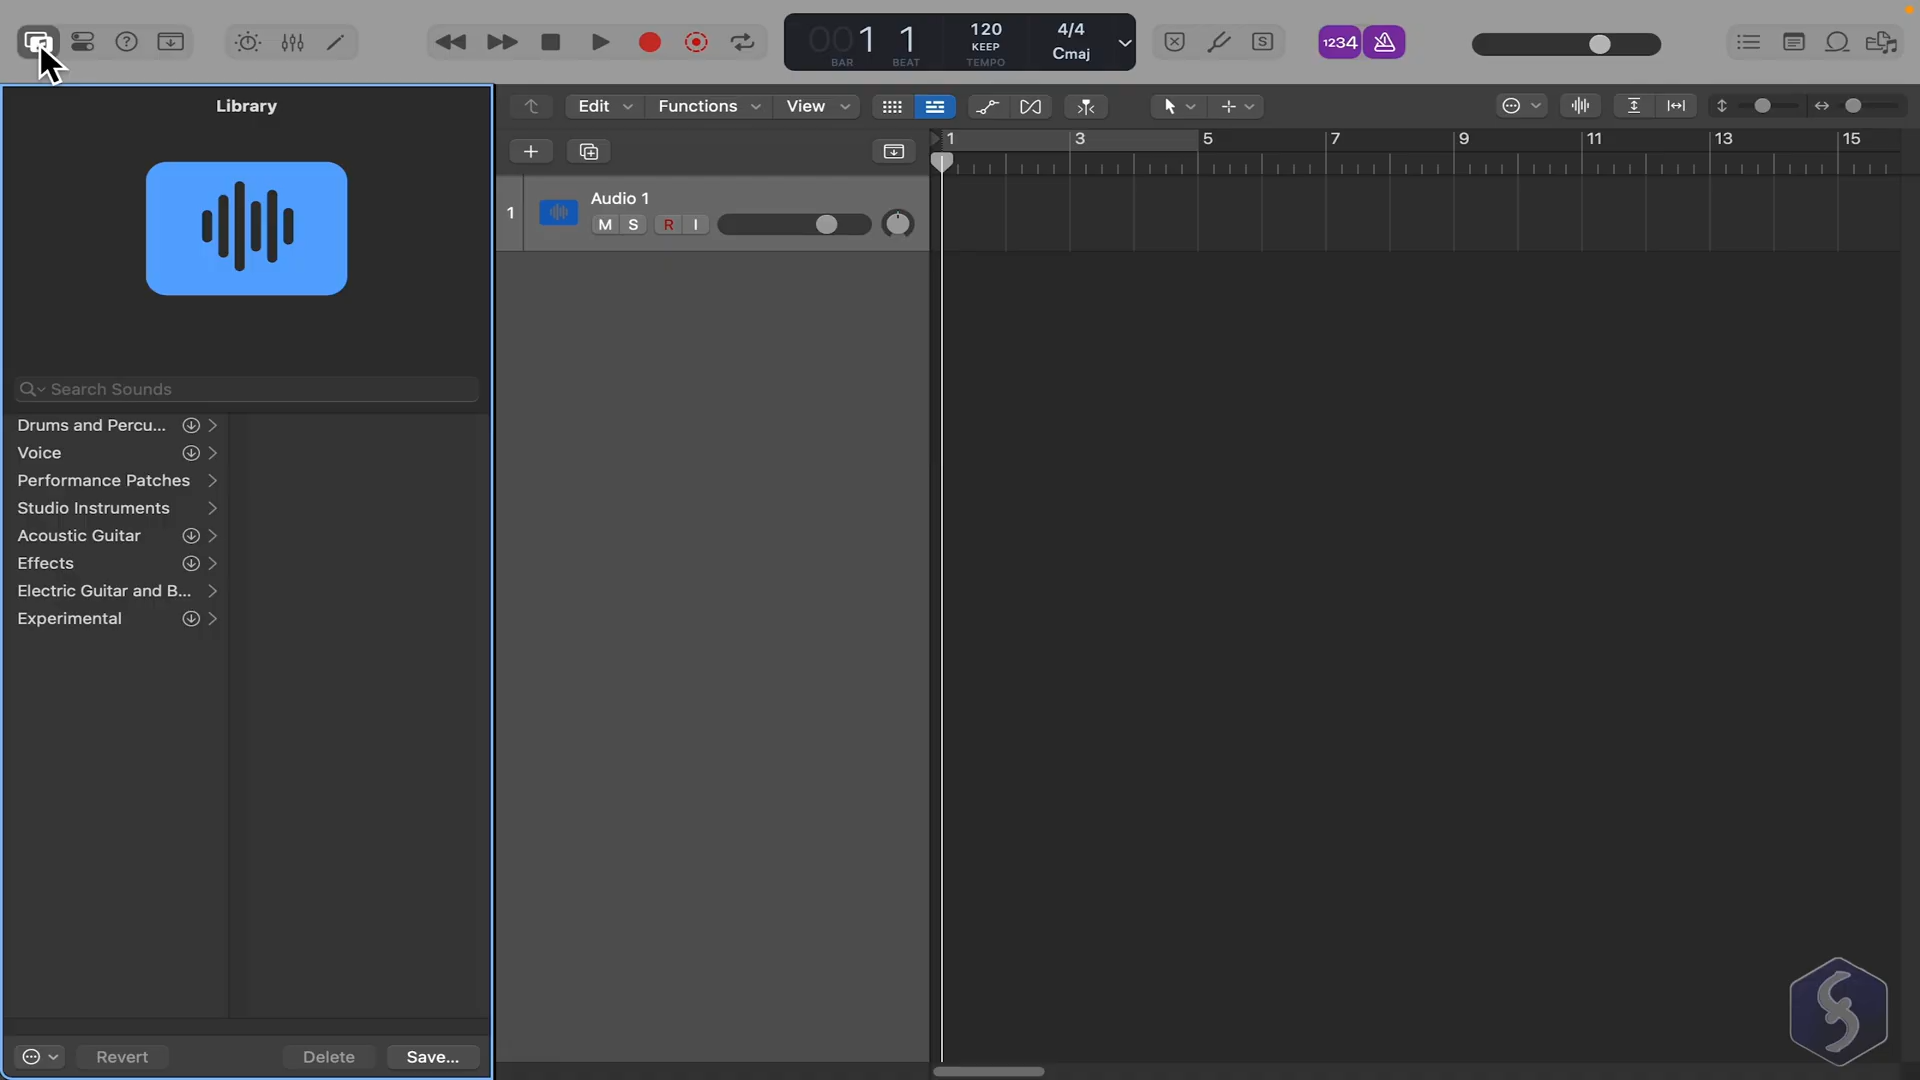 001 1
BAR BEAT
120
KEEP
TEMPO
4/4
Cmaj
S
1234
Library
Edit
Functions
View
1
3
5
7
9
11
13
15
1
Audio 1
M S R I
Search Sounds
Drums and Percu...
Voice
Performance Patches
Studio Instruments
Acoustic Guitar
Effects
Electric Guitar and B...
Experimental
Revert
Delete
Save...